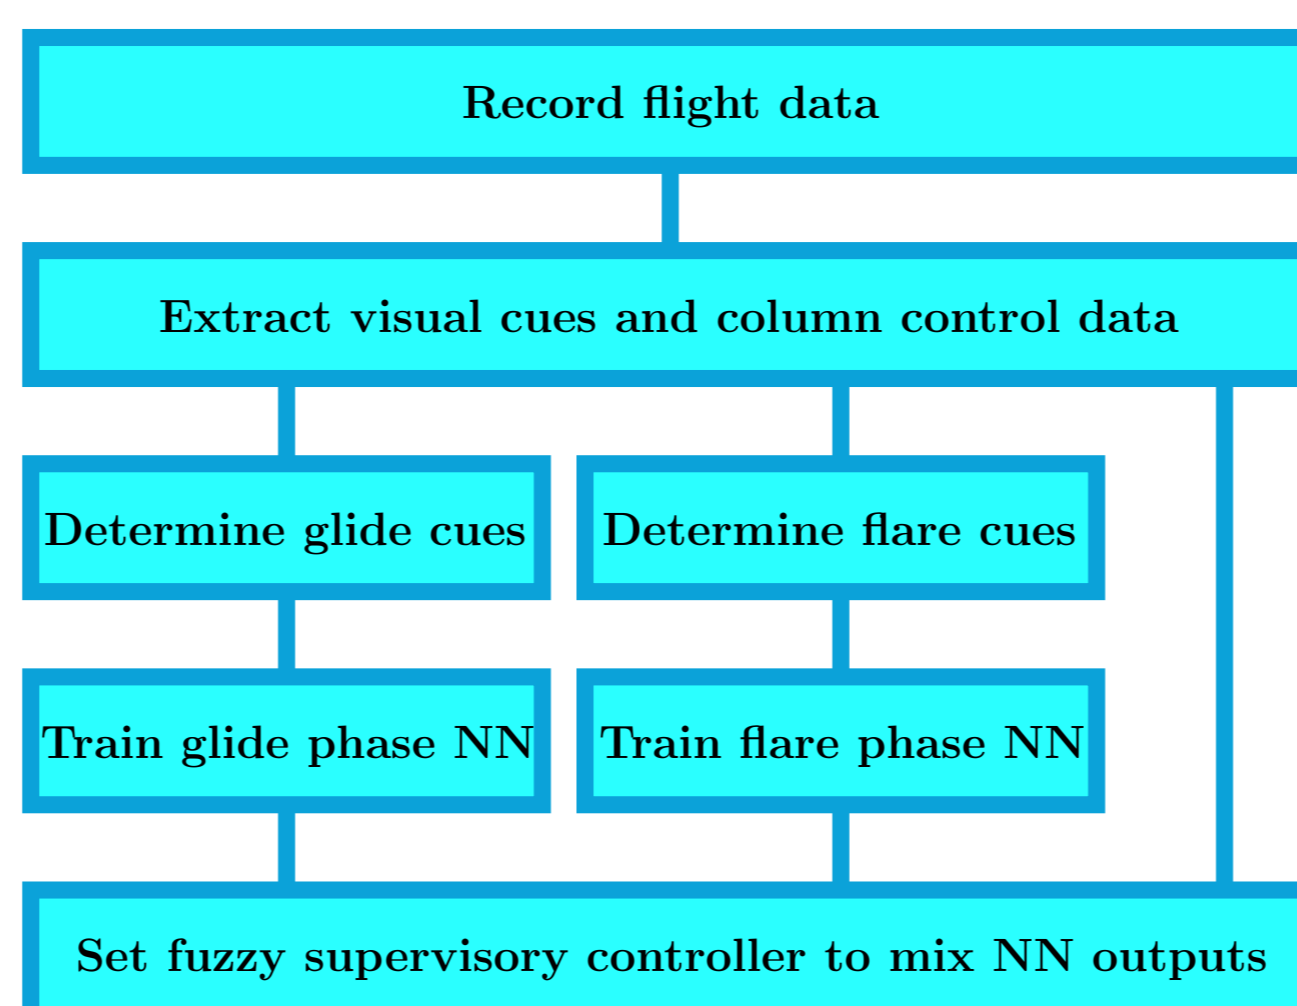 Record flight data
Extract visual cues and column control data
Determine glide cues
Determine flare cues
Train glide phase NN
Train flare phase NN
Set fuzzy supervisory controller to mix NN outputs